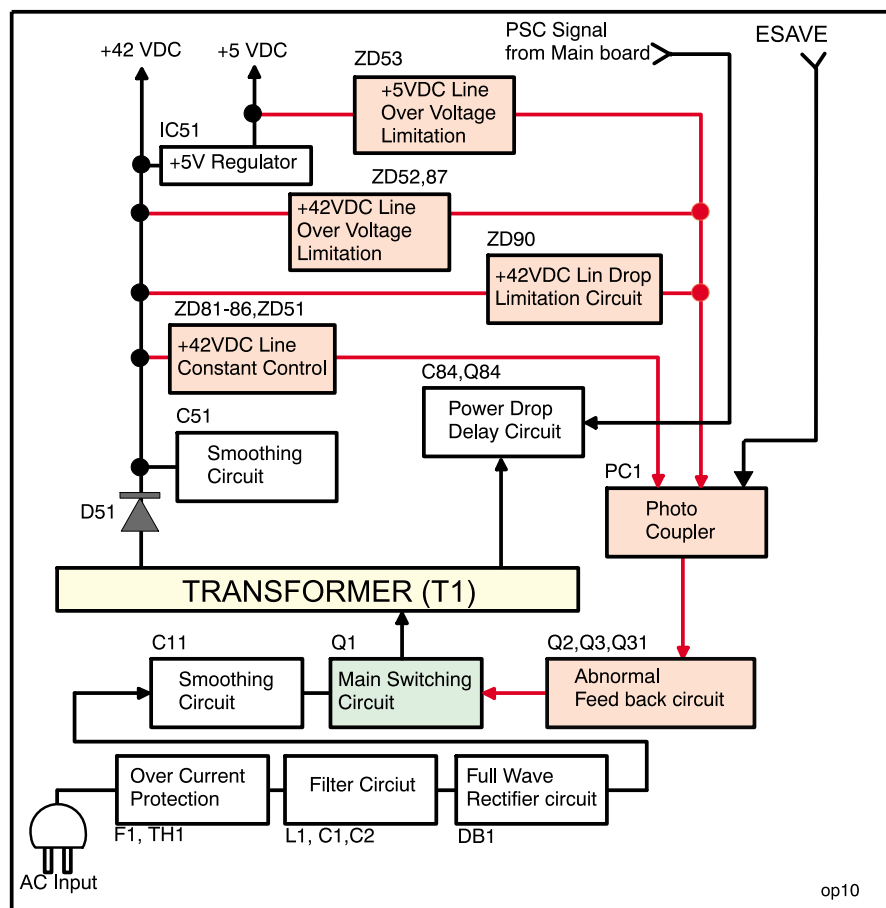 +42 VDC
+5 VDC
PSC Signal
from Main board
ESAVE
ZD53
+5VDC Line
Over Voltage
Limitation
IC51
+5V Regulator
ZD52,87
+42VDC Line
Over Voltage
Limitation
ZD90
+42VDC Lin Drop
Limitation Circuit
ZD81-86,ZD51
+42VDC Line
Constant Control
C84,Q84
Power Drop
Delay Circuit
C51
Smoothing
Circuit
D51
PC1
Photo
Coupler
TRANSFORMER (T1)
C11
Smoothing
Circuit
Q1
Main Switching
Circuit
Q2,Q3,Q31
Abnormal
Feed back circuit
Over Current
Protection
F1, TH1
Filter Circiut
L1, C1,C2
Full Wave
Rectifier circuit
DB1
AC Input
op10